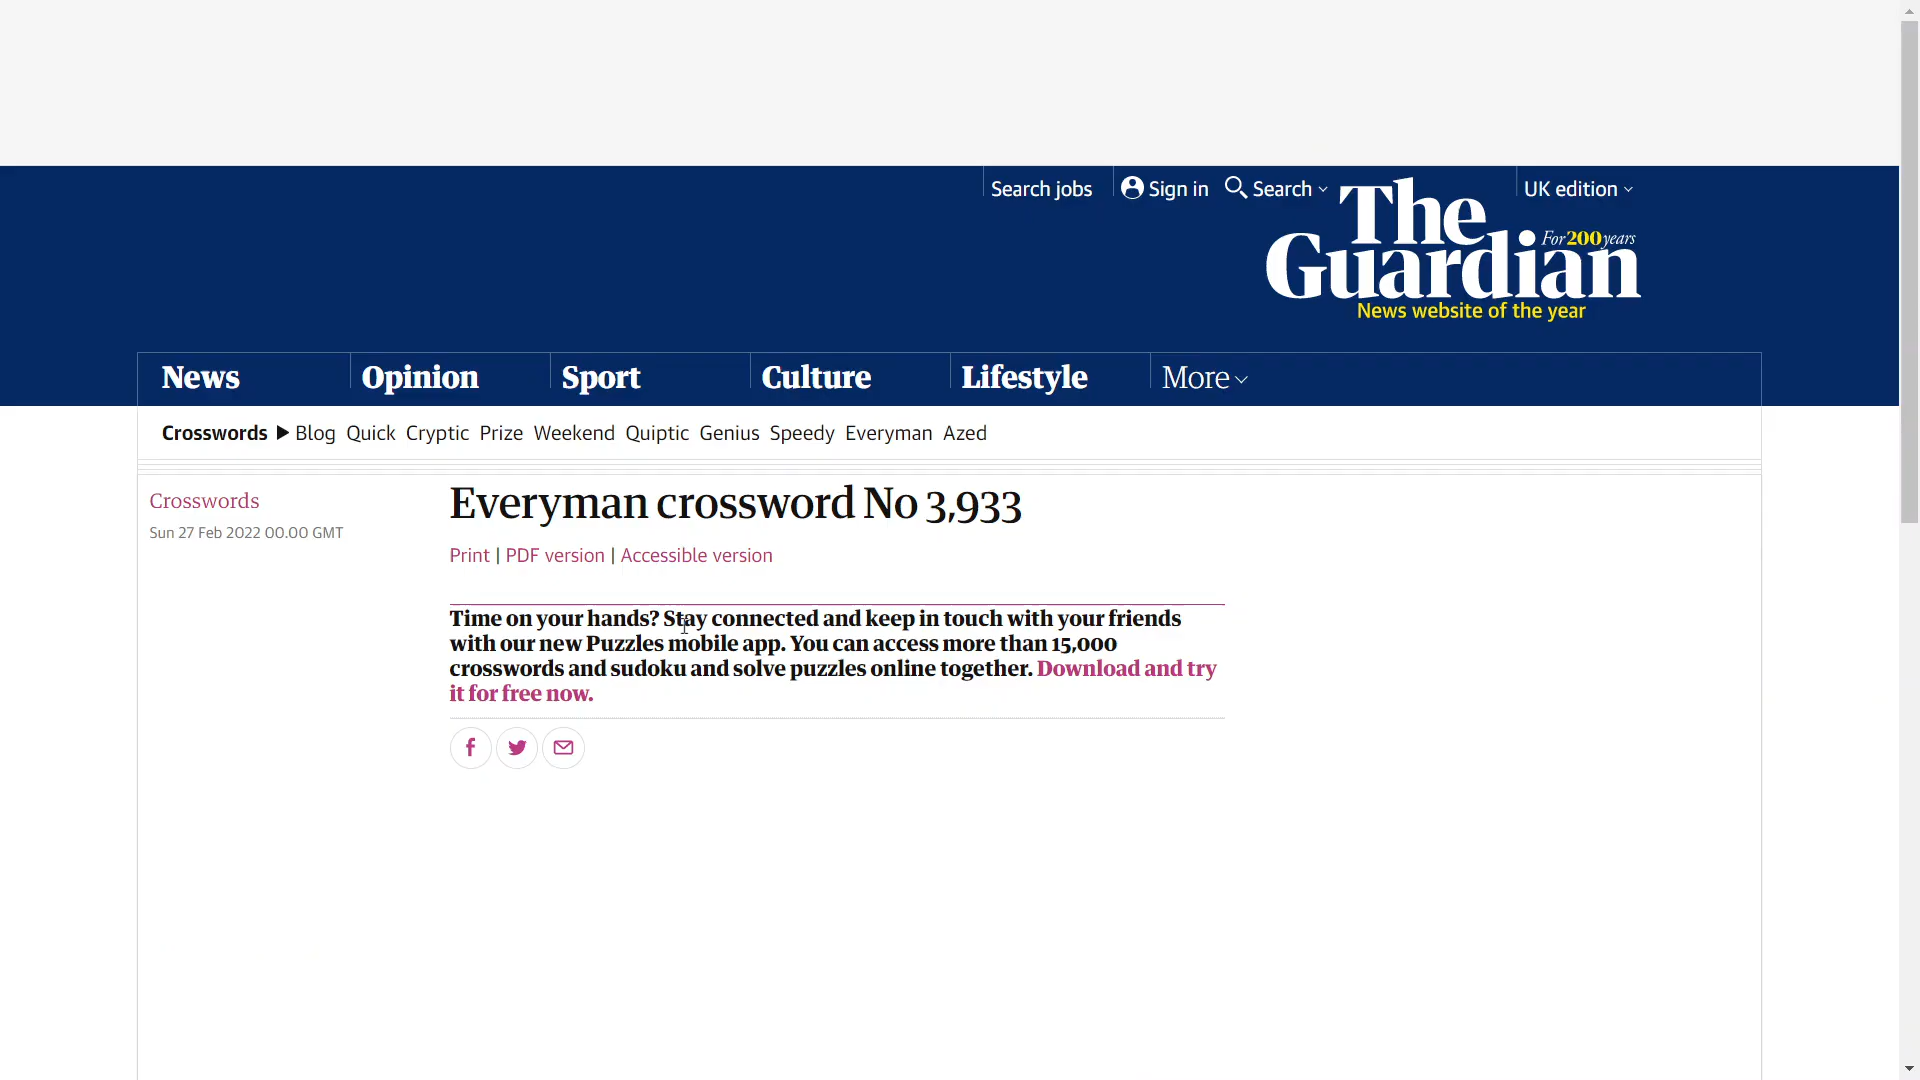 Search jobs
Sign in
Search
UK edition
The
Guardian
For 200 years
News website of the year
News
Opinion
Sport
Culture
Lifestyle
More
Crosswords
Blog
Quick
Cryptic
Prize
Weekend
Quiptic
Genius
Speedy
Everyman
Azed
Crosswords
Sun 27 Feb 2022 00.00 GMT
Everyman crossword No 3,933
Print | PDF version | Accessible version
Time on your hands? Stay connected and keep in touch with your friends
with our new Puzzles mobile app. You can access more than 15,000
crosswords and sudoku and solve puzzles online together. Download and try
it for free now.